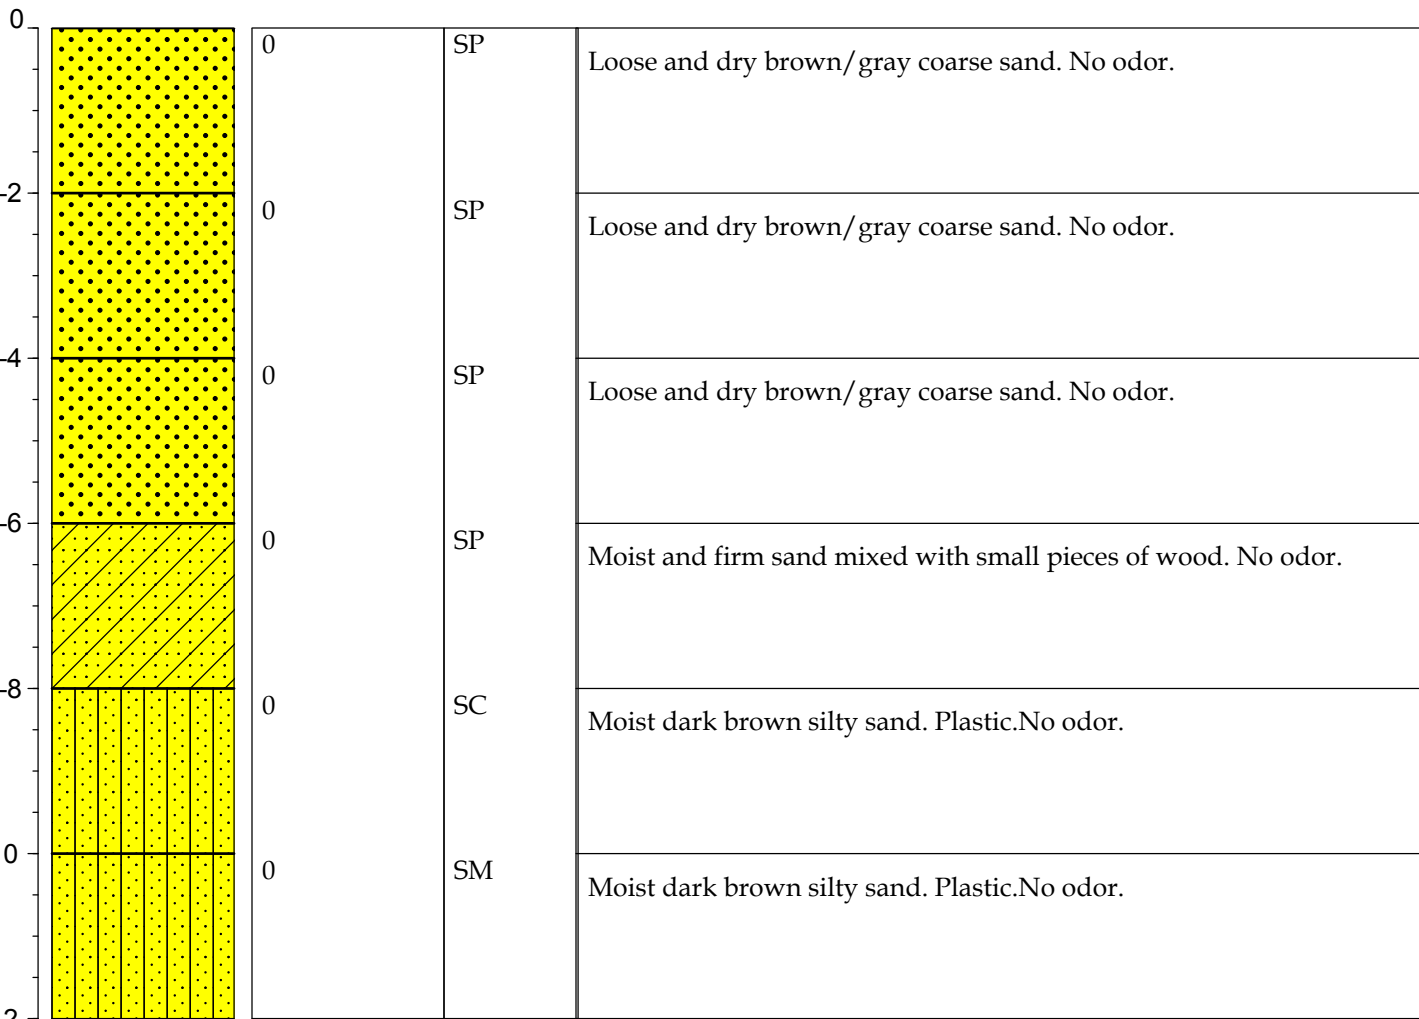 0
0 SP Loose and dry brown/gray coarse sand. No odor.
-2
0 SP Loose and dry brown/gray coarse sand. No odor.
-4
0 SP Loose and dry brown/gray coarse sand. No odor.
-6
0 SP Moist and firm sand mixed with small pieces of wood. No odor.
-8
0 SC Moist dark brown silty sand. Plastic.No odor.
0
0 SM Moist dark brown silty sand. Plastic.No odor.
2